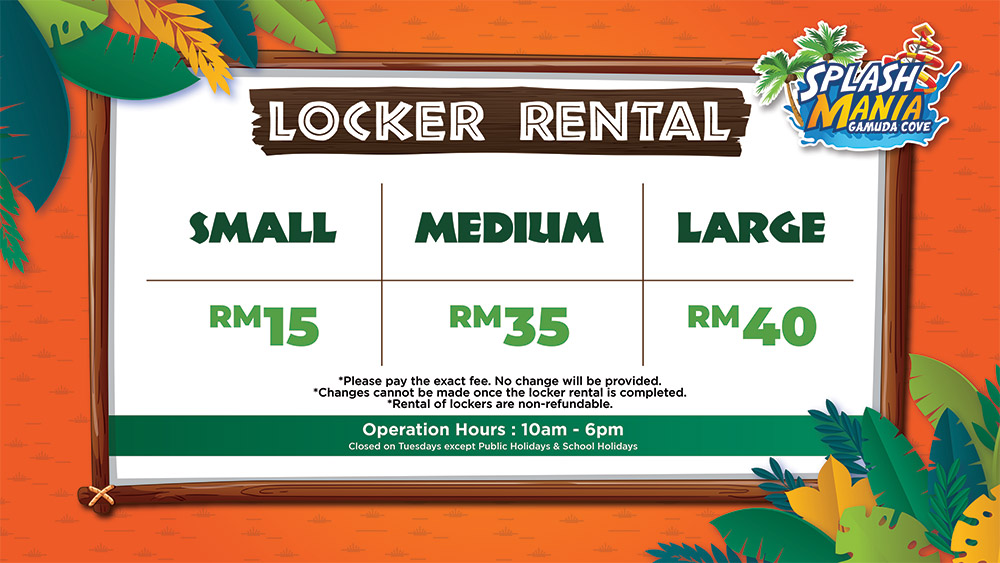 SPLASH
MANIA
GAMUDA COVE
LOCKER RENTAL
SMALL MEDIUM LARGE
RM15 RM35 RM40
*Please pay the exact fee. No change will be provided.
*Changes cannot be made once the locker rental is completed.
*Rental of lockers are non-refundable.
Operation Hours : 10am - 6pm
Closed on Tuesdays except Public Holidays & School Holidays